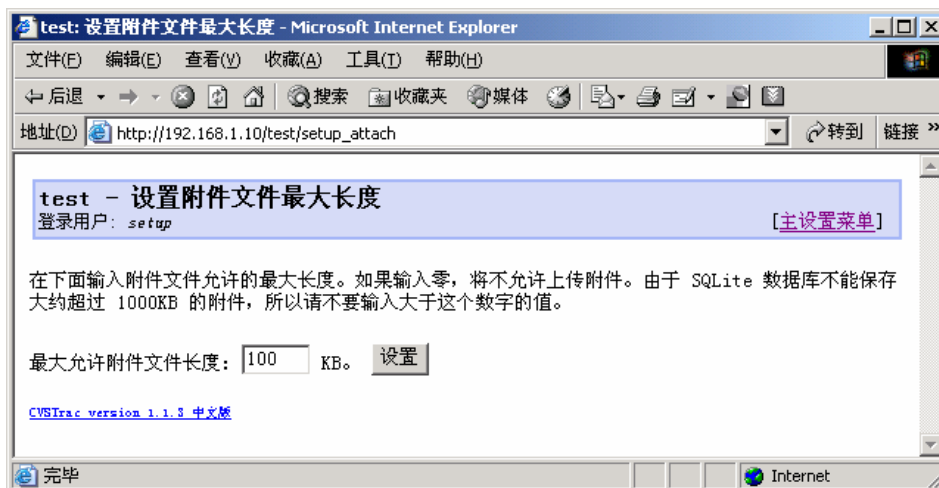 test: 设置附件文件最大长度 - Microsoft Internet Explorer
文件(F) 编辑(E) 查看(V) 收藏(A) 工具(T) 帮助(H)
后退 搜索 收藏夹 媒体
地址(D) http://192.168.1.10/test/setup_attach 转到 链接 »
test - 设置附件文件最大长度
登录用户: setup [主设置菜单]
在下面输入附件文件允许的最大长度。如果输入零，将不允许上传附件。由于 SQLite 数据库不能保存
大约超过 1000KB 的附件，所以请不要输入大于这个数字的值。
最大允许附件文件长度: 100 KB。 设置
CVSTrac version 1.1.3 中文版
完毕 Internet